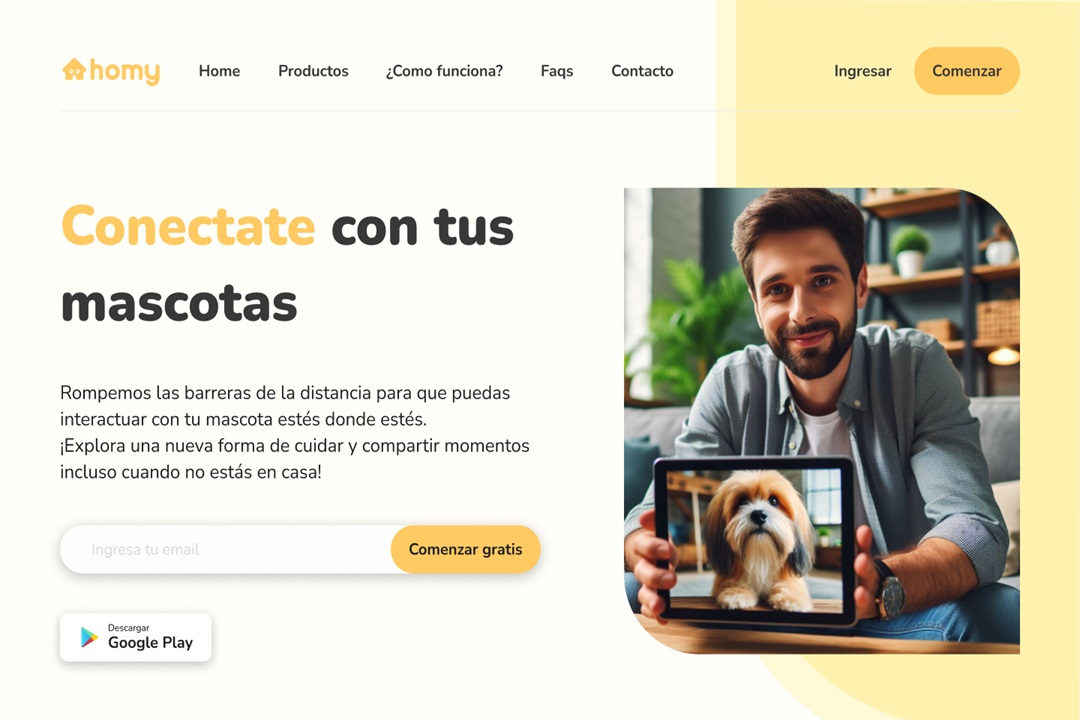 homy
Home Productos ¿Como funciona? Faqs Contacto Ingresar Comenzar
Conectate con tus
mascotas
Rompemos las barreras de la distancia para que puedas
interactuar con tu mascota estés donde estés.
¡Explora una nueva forma de cuidar y compartir momentos
incluso cuando no estás en casa!
Ingresa tu email Comenzar gratis
Descargar
Google Play